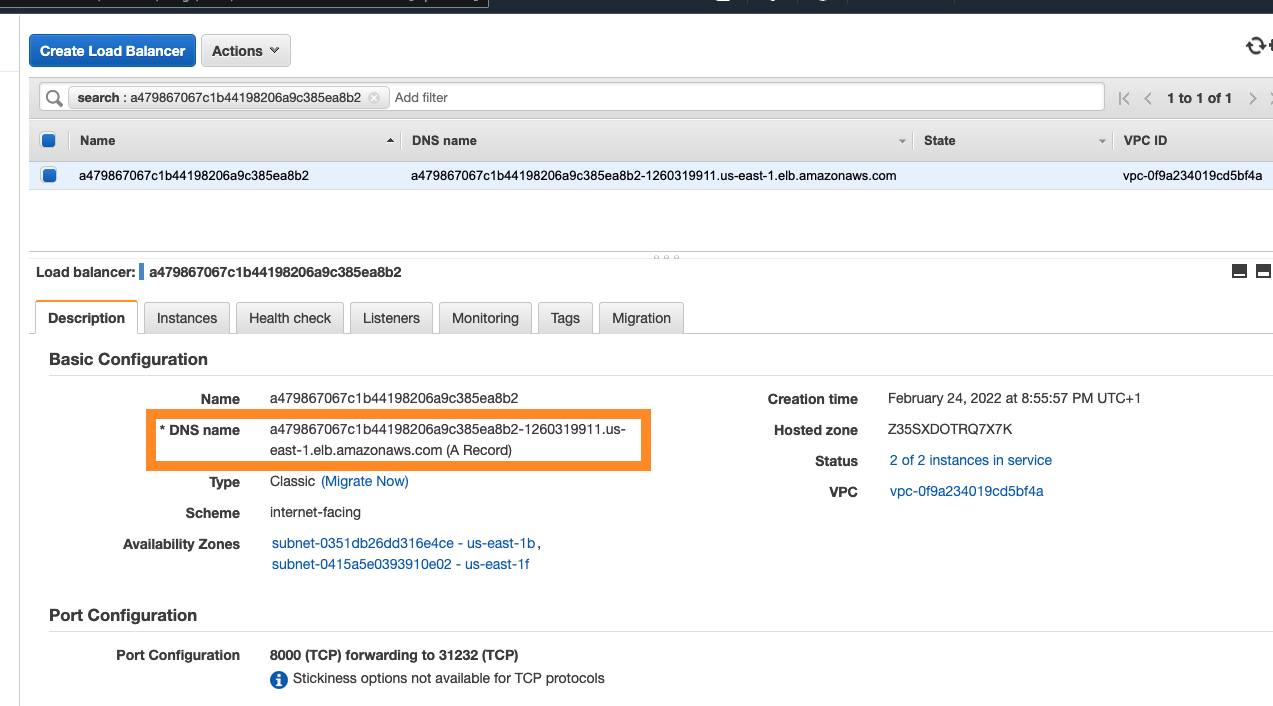 Create Load Balancer Actions
search : a479867067c1b44198206a9c385ea8b2 Add filter 1 to 1 of 1
Name DNS name State VPC ID
a479867067c1b44198206a9c385ea8b2 a479867067c1b44198206a9c385ea8b2-1260319911.us-east-1.elb.amazonaws.com vpc-0f9a234019cd5bf4a
Load balancer: a479867067c1b44198206a9c385ea8b2
Description Instances Health check Listeners Monitoring Tags Migration
Basic Configuration
Name a479867067c1b44198206a9c385ea8b2 Creation time February 24, 2022 at 8:55:57 PM UTC+1
* DNS name a479867067c1b44198206a9c385ea8b2-1260319911.us- Hosted zone Z35SXDOTRQ7X7K
east-1.elb.amazonaws.com (A Record) Status 2 of 2 instances in service
Type Classic (Migrate Now) VPC vpc-0f9a234019cd5bf4a
Scheme internet-facing
Availability Zones subnet-0351db26dd316e4ce - us-east-1b,
subnet-0415a5e0393910e02 - us-east-1f
Port Configuration
Port Configuration 8000 (TCP) forwarding to 31232 (TCP)
Stickiness options not available for TCP protocols